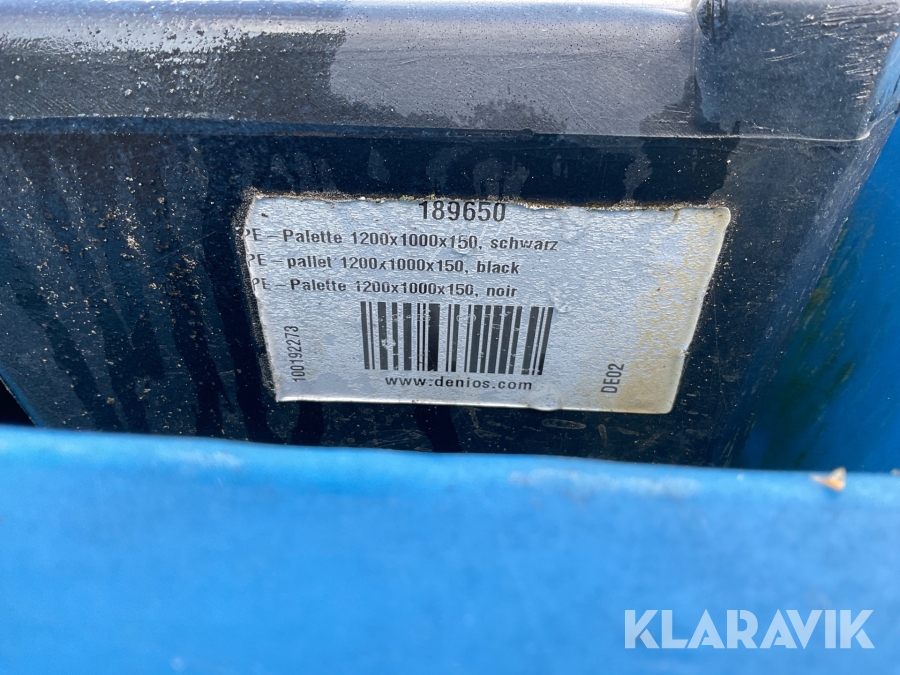 189650
PE-Palette 1200x1000x150, schwarz
PE-pallet 1200x1000x150, black
PE-Palette 1200x1000x150, noir
100192273
www.denios.com
DE02
KLARAVIK